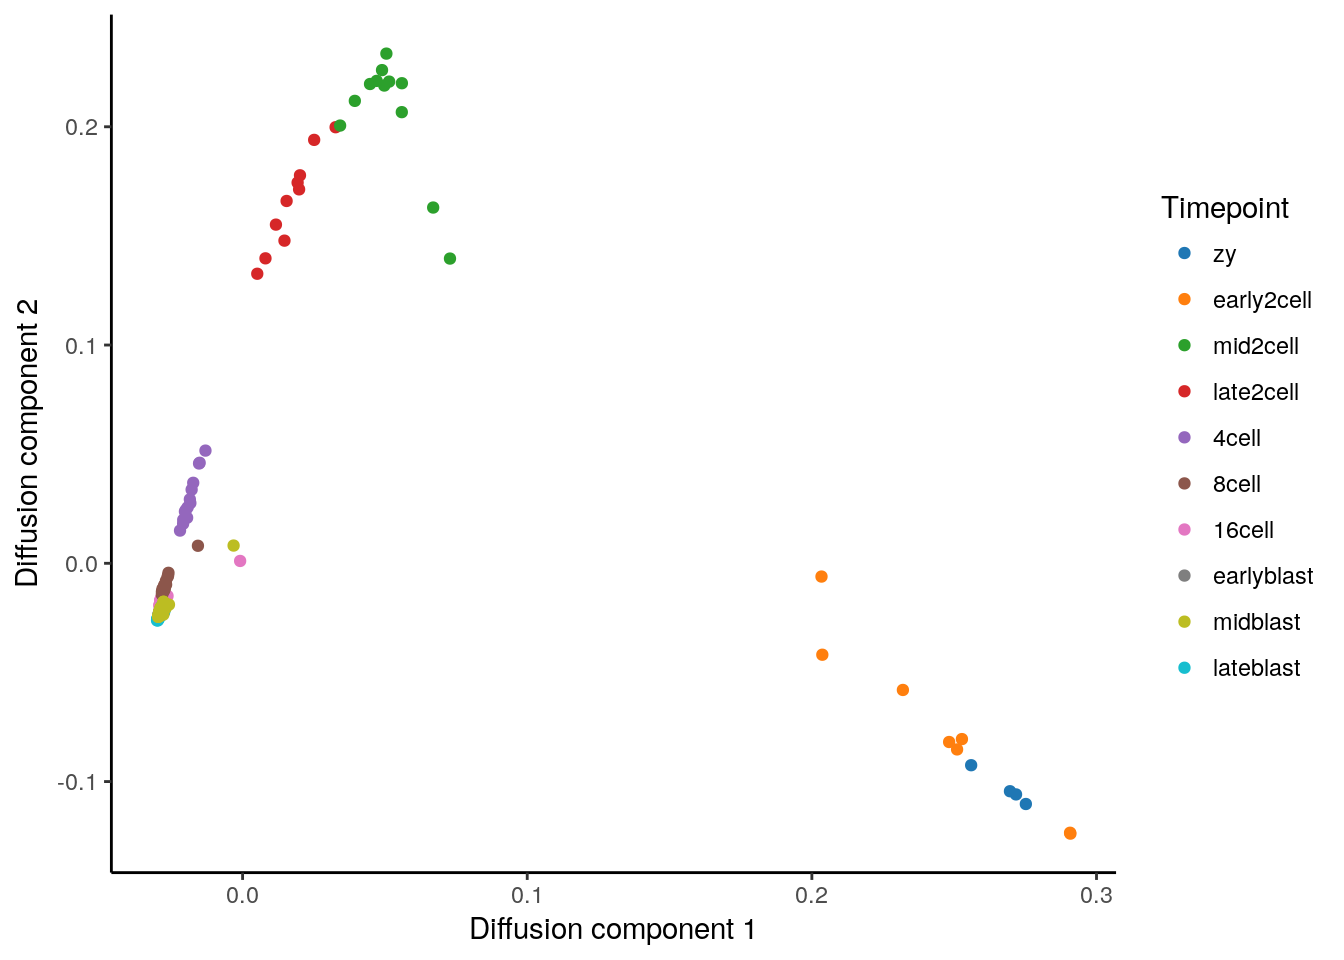 0.2
0.1
0.0
-0.1
Diffusion component 2
0.0
0.1
0.2
0.3
Diffusion component 1
Timepoint
zy
early2cell
mid2cell
late2cell
4cell
8cell
16cell
earlyblast
midblast
lateblast